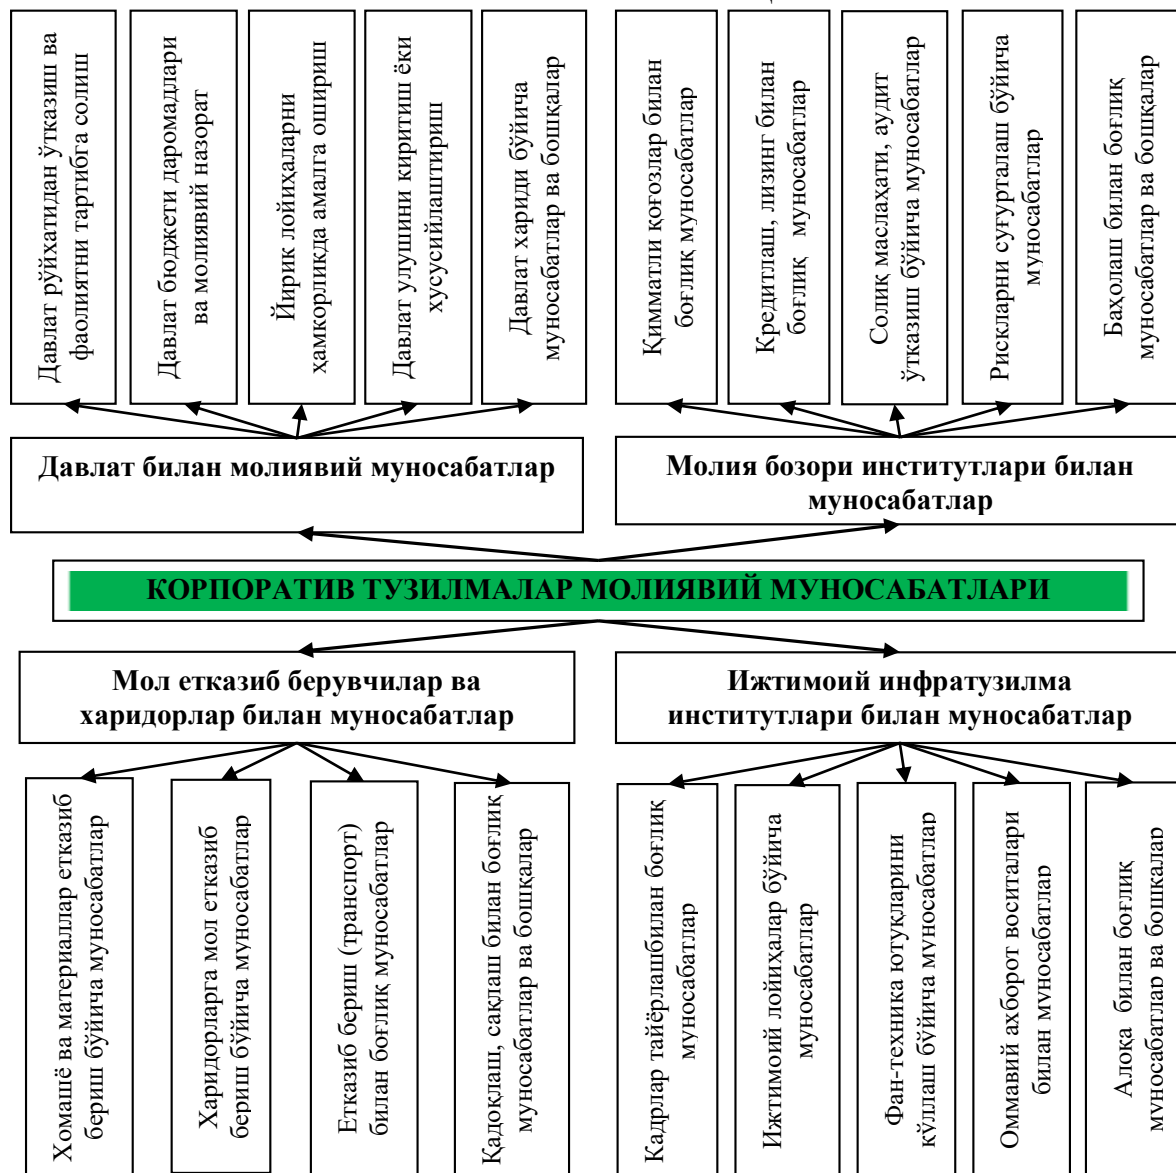 Давлат рўйхатидан ўтказиш ва
фаолиятни тартибга солиш
Давлат бюджети даромадлари
ва молиявий назорат
Йирик лойиҳаларни
ҳамкорликда амалга ошириш
Давлат улушини киритиш ёки
хусусийлаштириш
Давлат хариди бўйича
муносабатлар ва бошқалар
Қимматли қоғозлар билан
боғлиқ муносабатлар
Кредитлаш, лизинг билан
боғлиқ муносабатлар
Солиқ маслаҳати, аудит
ўтказиш бўйича муносабатлар
Рискларни суғурталаш бўйича
муносабатлар
Баҳолаш билан боғлиқ
муносабатлар ва бошқалар
Давлат билан молиявий муносабатлар
Молия бозори институтлари билан
муносабатлар
КОРПОРАТИВ ТУЗИЛМАЛАР МОЛИЯВИЙ МУНОСАБАТЛАРИ
Мол етказиб берувчилар ва
харидорлар билан муносабатлар
Ижтимоий инфратузилма
институтлари билан муносабатлар
Хомашё ва материаллар етказиб
бериш бўйича муносабатлар
Харидорларга мол етказиб
бериш бўйича муносабатлар
Етказиб бериш (транспорт)
билан боғлиқ муносабатлар
Қадоқлаш, сақлаш билан боғлиқ
муносабатлар ва бошқалар
Кадрлар тайёрлашбилан боғлиқ
муносабатлар
Ижтимоий лойиҳалар бўйича
муносабатлар
Фан-техника ютуқларини
қўллаш бўйича муносабатлар
Оммавий ахборот воситалари
билан муносабатлар
Алоқа билан боғлиқ
муносабатлар ва бошқалар